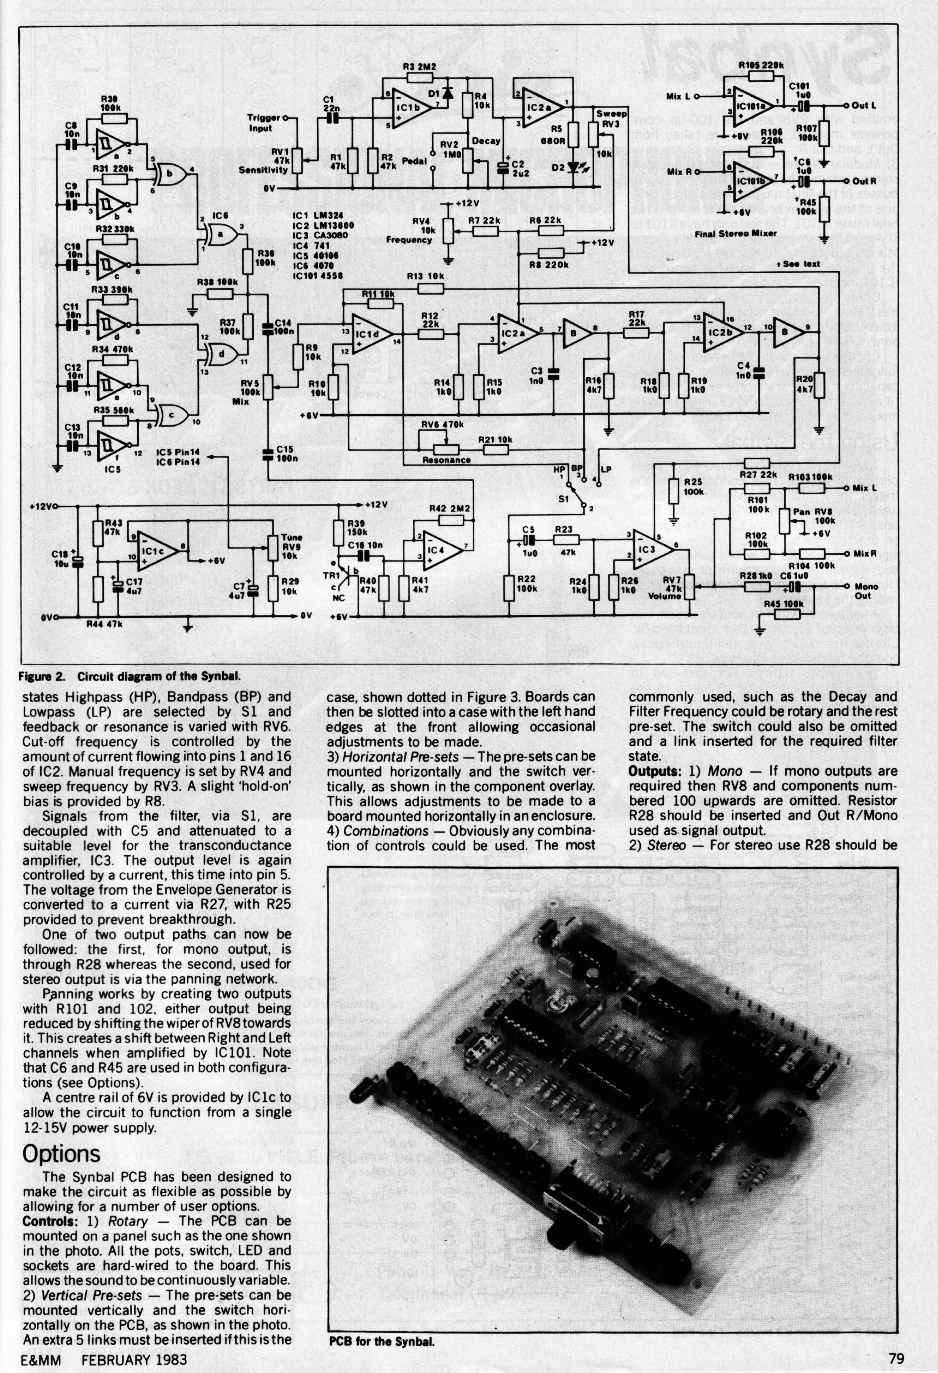 R3 2M2
D1
R4
10k
R5
680R
Sweep
RV3
10k
D2
C1
22n
Trigger
Input
RV1
47k
Sensitivity
R1
47k
R2
47k
Pedal
RV2
1M0
Decay
C2
2u2
IC1b
IC2a
0V
R30
100k
C8
10n
R31 220k
C9
10n
R32 330k
C10
10n
R33 390k
C11
10n
R34 470k
C12
10n
R35 560k
C13
10n
IC5
IC6
R36
100k
R38 100k
R37
100k
C14
100n
RV5
100k
Mix
C15
100n
IC1 LM324
IC2 LM13600
IC3 CA3080
IC4 741
IC5 40106
IC6 4070
IC101 4558
+12V
RV4
10k
Frequency
R7 22k
R6 22k
R8 220k
+12V
R105 220k
Mix L
IC101a
C101
1u0
Out L
+6V
R106
220k
R107
100k
Mix R
IC101b
†C6
1u0
Out R
+6V
†R45
100k
Final Stereo Mixer
† See text
R13 10k
R11 10k
R9
10k
R10
10k
IC1d
R12
22k
R14
1k0
R15
1k0
IC2a
C3
1n0
B
R16
4k7
R17
22k
R18
1k0
R19
1k0
IC2b
C4
1n0
B
R20
4k7
+6V
RV6 470k
Resonance
R21 10k
HP
BP
LP
S1
IC5 Pin14
IC6 Pin14
+12V
R43
47k
IC1c
+6V
C18
10u
C17
4u7
R44 47k
C7
4u7
Tune
RV9
10k
R29
10k
0V
0V
+12V
R39
150k
C16 10n
TR1
NC
R40
47k
R41
4k7
R42 2M2
IC4
+6V
C5
1u0
R23
47k
R22
100k
R24
1k0
R26
1k0
IC3
R25
100k
RV7
47k
Volume
R27 22k
R101
100k
R103 100k
Mix L
Pan RV8
100k
+6V
R102
100k
R104 100k
Mix R
R28 1k0
C6 1u0
Mono
Out
R45 100k
Figure 2. Circuit diagram of the Synbal.
states Highpass (HP), Bandpass (BP) and
Lowpass (LP) are selected by S1 and
feedback or resonance is varied with RV6.
Cut-off frequency is controlled by the
amount of current flowing into pins 1 and 16
of IC2. Manual frequency is set by RV4 and
sweep frequency by RV3. A slight 'hold-on'
bias is provided by R8.
Signals from the filter, via S1, are
decoupled with C5 and attenuated to a
suitable level for the transconductance
amplifier, IC3. The output level is again
controlled by a current, this time into pin 5.
The voltage from the Envelope Generator is
converted to a current via R27, with R25
provided to prevent breakthrough.
One of two output paths can now be
followed: the first, for mono output, is
through R28 whereas the second, used for
stereo output is via the panning network.
Panning works by creating two outputs
with R101 and 102, either output being
reduced by shifting the wiper of RV8 towards
it. This creates a shift between Right and Left
channels when amplified by IC101. Note
that C6 and R45 are used in both configura-
tions (see Options).
A centre rail of 6V is provided by IC1c to
allow the circuit to function from a single
12-15V power supply.
Options
The Synbal PCB has been designed to
make the circuit as flexible as possible by
allowing for a number of user options.
Controls: 1) Rotary — The PCB can be
mounted on a panel such as the one shown
in the photo. All the pots, switch, LED and
sockets are hard-wired to the board. This
allows the sound to be continuously variable.
2) Vertical Pre-sets — The pre-sets can be
mounted vertically and the switch hori-
zontally on the PCB, as shown in the photo.
An extra 5 links must be inserted if this is the
case, shown dotted in Figure 3. Boards can
then be slotted into a case with the left hand
edges at the front allowing occasional
adjustments to be made.
3) Horizontal Pre-sets — The pre-sets can be
mounted horizontally and the switch ver-
tically, as shown in the component overlay.
This allows adjustments to be made to a
board mounted horizontally in an enclosure.
4) Combinations — Obviously any combina-
tion of controls could be used. The most
commonly used, such as the Decay and
Filter Frequency could be rotary and the rest
pre-set. The switch could also be omitted
and a link inserted for the required filter
state.
Outputs: 1) Mono — If mono outputs are
required then RV8 and components num-
bered 100 upwards are omitted. Resistor
R28 should be inserted and Out R/Mono
used as signal output.
2) Stereo — For stereo use R28 should be
PCB for the Synbal.
E&MM FEBRUARY 1983
79